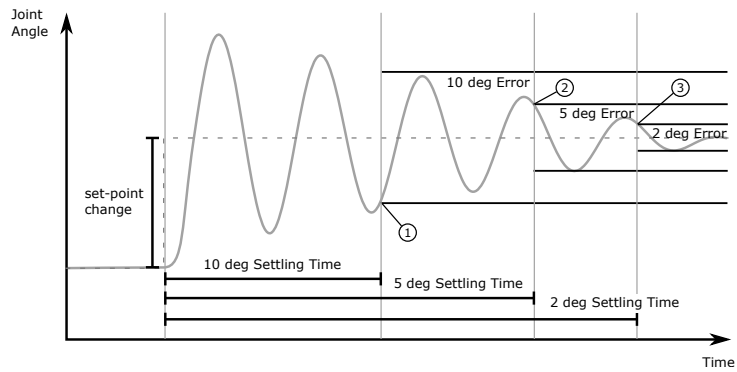 Joint
Angle
10 deg Error
2
3
5 deg Error
2 deg Error
set-point
change
1
10 deg Settling Time
5 deg Settling Time
2 deg Settling Time
Time